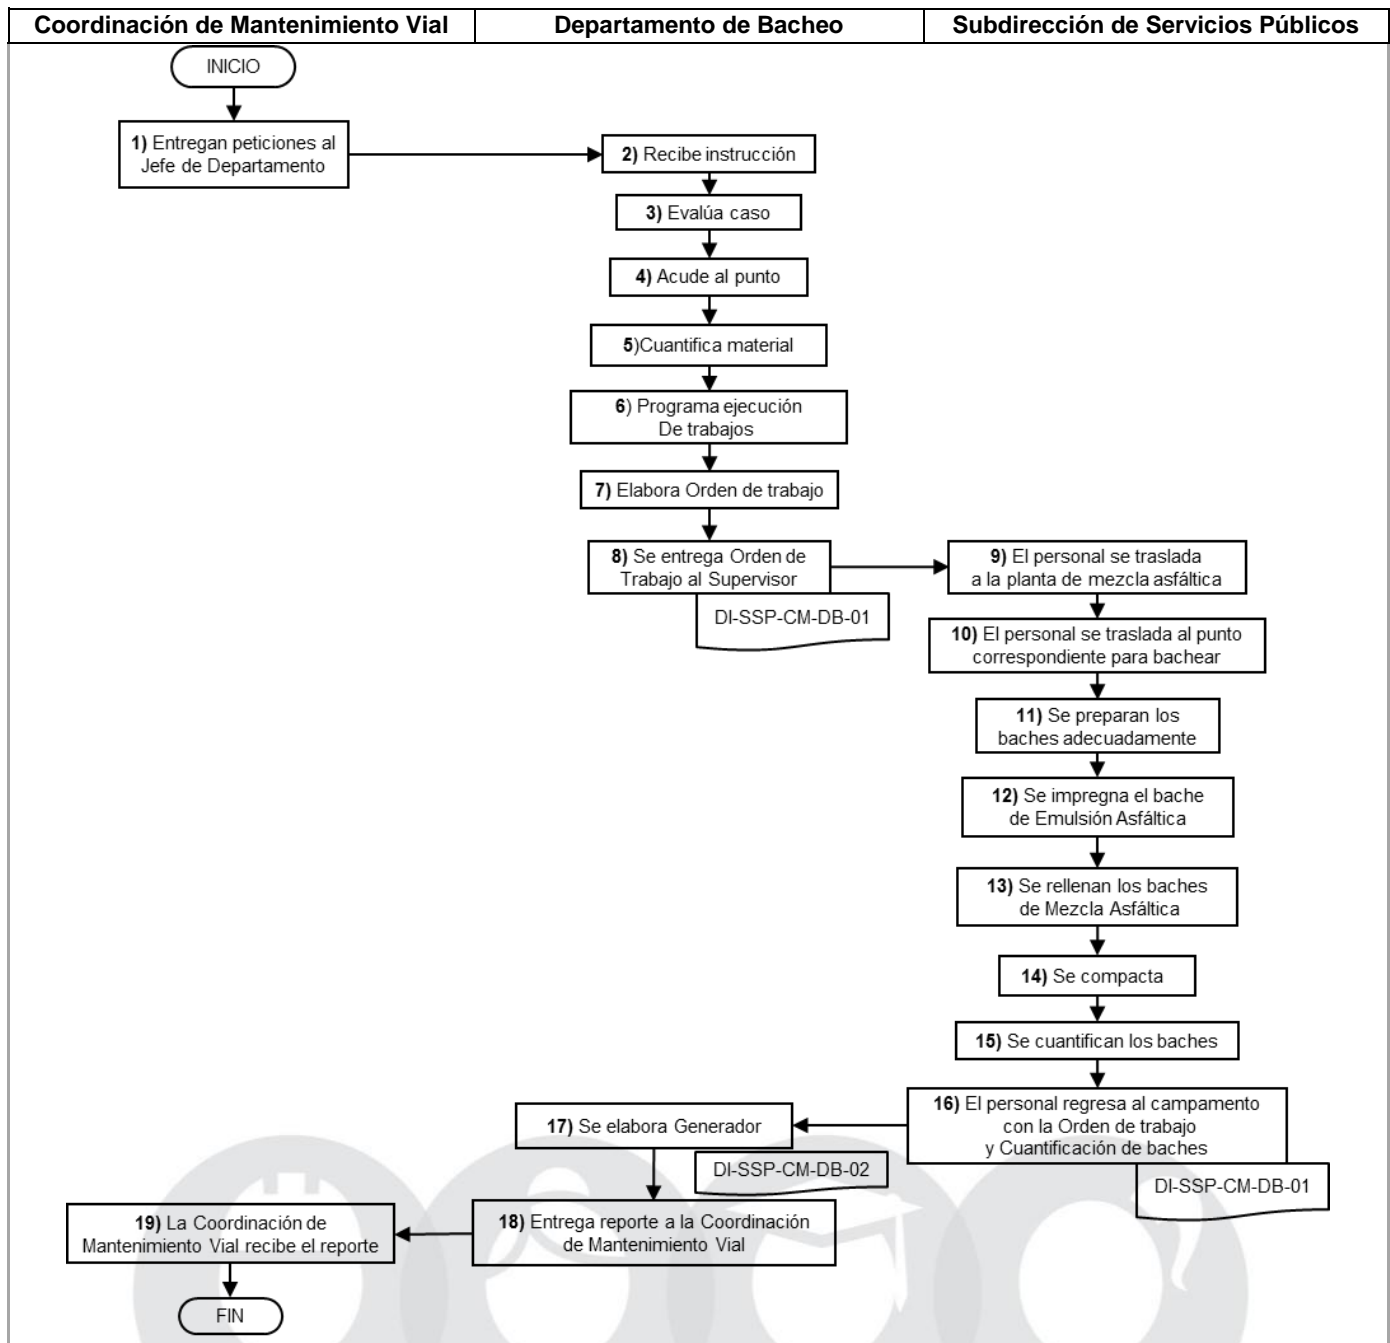 Coordinación de Mantenimiento Vial
Departamento de Bacheo
Subdirección de Servicios Públicos
INICIO
1) Entregan peticiones al
Jefe de Departamento
2) Recibe instrucción
3) Evalúa caso
4) Acude al punto
5)Cuantifica material
6) Programa ejecución
De trabajos
7) Elabora Orden de trabajo
8) Se entrega Orden de
Trabajo al Supervisor
DI-SSP-CM-DB-01
9) El personal se traslada
a la planta de mezcla asfáltica
10) El personal se traslada al punto
correspondiente para bachear
11) Se preparan los
baches adecuadamente
12) Se impregna el bache
de Emulsión Asfáltica
13) Se rellenan los baches
de Mezcla Asfáltica
14) Se compacta
15) Se cuantifican los baches
16) El personal regresa al campamento
con la Orden de trabajo
y Cuantificación de baches
DI-SSP-CM-DB-01
17) Se elabora Generador
DI-SSP-CM-DB-02
18) Entrega reporte a la Coordinación
de Mantenimiento Vial
19) La Coordinación de
Mantenimiento Vial recibe el reporte
FIN